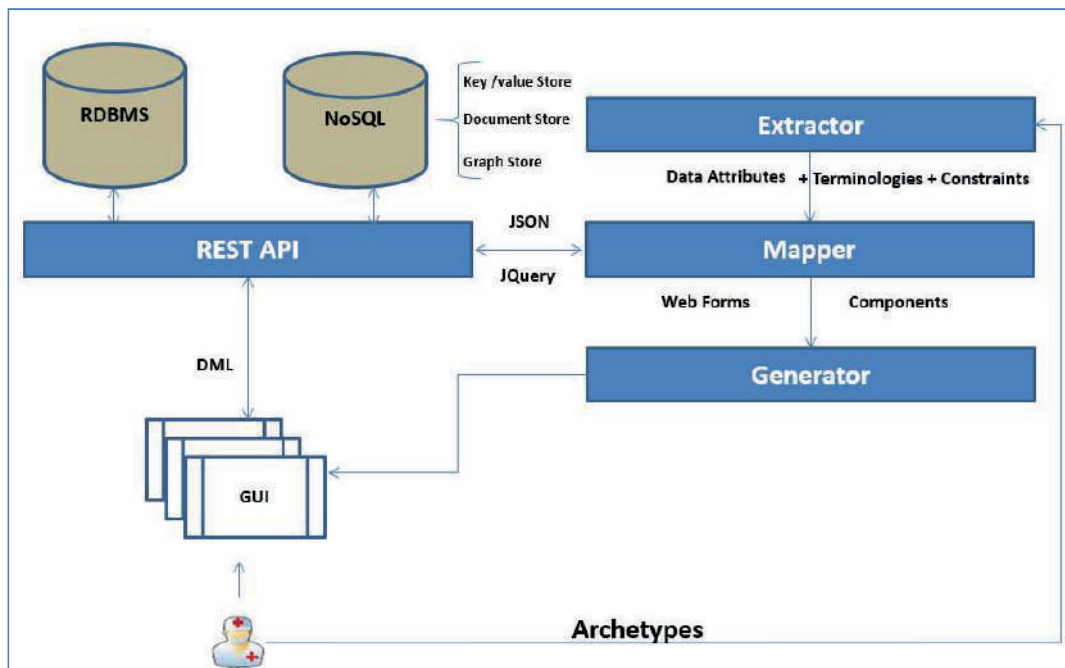 RDBMS
NoSQL
Key /value Store
Document Store
Graph Store
Extractor
Data Attributes + Terminologies + Constraints
REST API
JSON
JQuery
Mapper
Web Forms
Components
Generator
DML
GUI
Archetypes